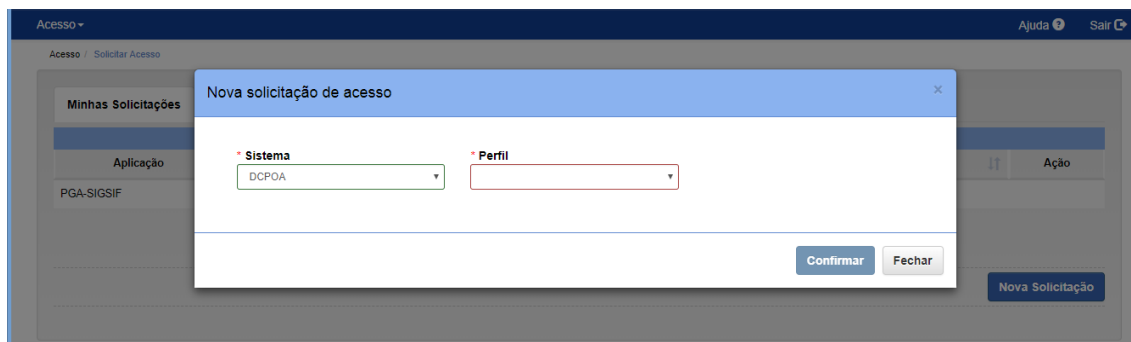 Acesso Ajuda ? Sair
Acesso / Solicitar Acesso
Nova solicitação de acesso ×
Minhas Solicitações
* Sistema * Perfil
Aplicação Ação
DCPOA
PGA-SIGSIF
Confirmar Fechar
Nova Solicitação